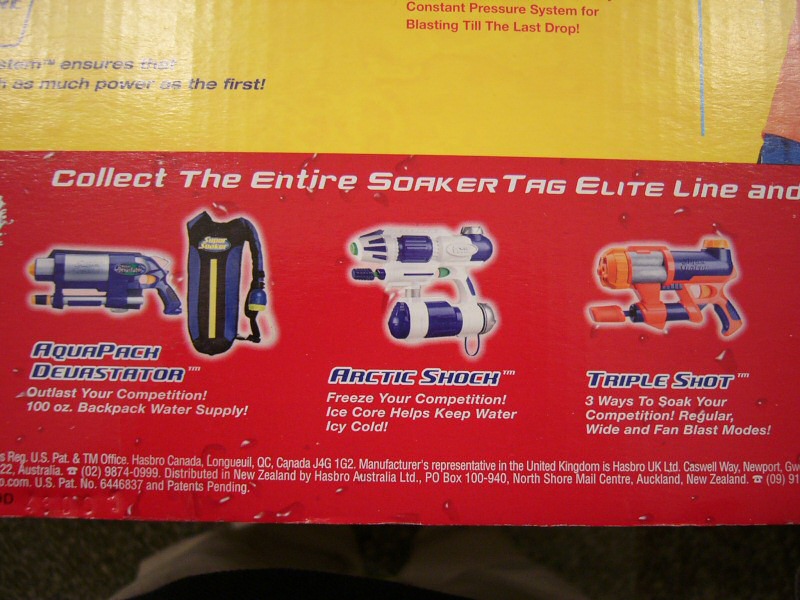 Constant Pressure System for
Blasting Till The Last Drop!
ensures that
as much power as the first!
Collect The Entire SoakerTag Elite Line and
Super
Soaker
AquaPack
Devastator™
Outlast Your Competition!
100 oz. Backpack Water Supply!
Arctic Shock™
Freeze Your Competition!
Ice Core Helps Keep Water
Icy Cold!
Triple Shot™
3 Ways To Soak Your
Competition! Regular,
Wide and Fan Blast Modes!
s Reg. U.S. Pat. & TM Office. Hasbro Canada, Longueuil, QC, Canada J4G 1G2. Manufacturer's representative in the United Kingdom is Hasbro UK Ltd. Caswell Way, Newport, Gw
22, Australia. ☎ (02) 9874-0999. Distributed in New Zealand by Hasbro Australia Ltd., PO Box 100-940, North Shore Mail Centre, Auckland, New Zealand. ☎ (09) 91
o.com. U.S. Pat. No. 6446837 and Patents Pending.